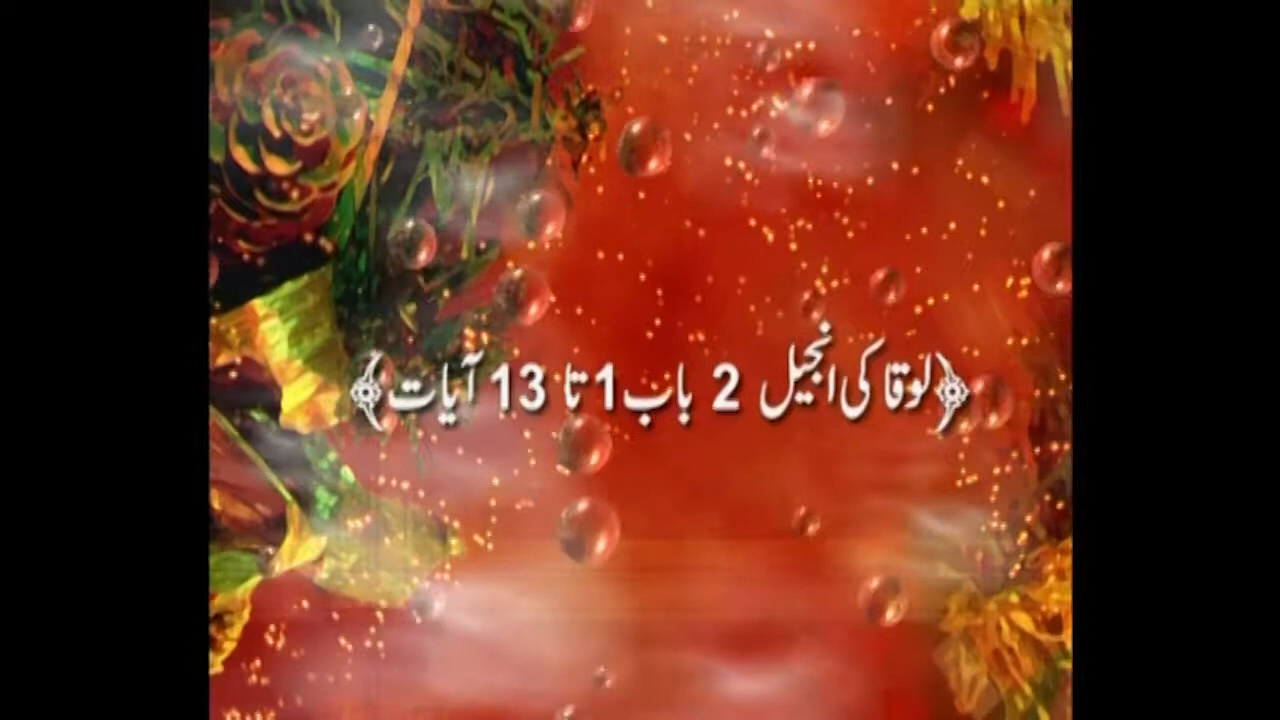 ﴿لوقا کی انجیل 2 باب 1 تا 13 آیات﴾